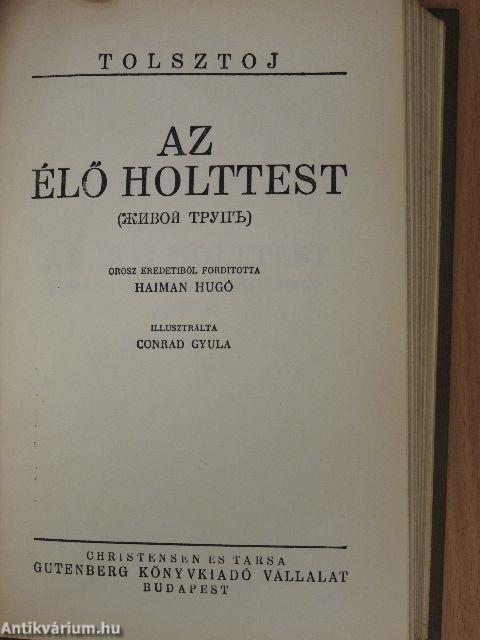 TOLSZTOJ
AZ
ÉLŐ HOLTTEST
(ЖИВОЙ ТРУПЪ)
OROSZ EREDETIBŐL FORDITOTTA
HAIMAN HUGÓ
ILLUSZTRÁLTA
CONRAD GYULA
CHRISTENSEN ÉS TÁRSA
GUTENBERG KÖNYVKIADÓ VÁLLALAT
BUDAPEST
Antikvárium.hu